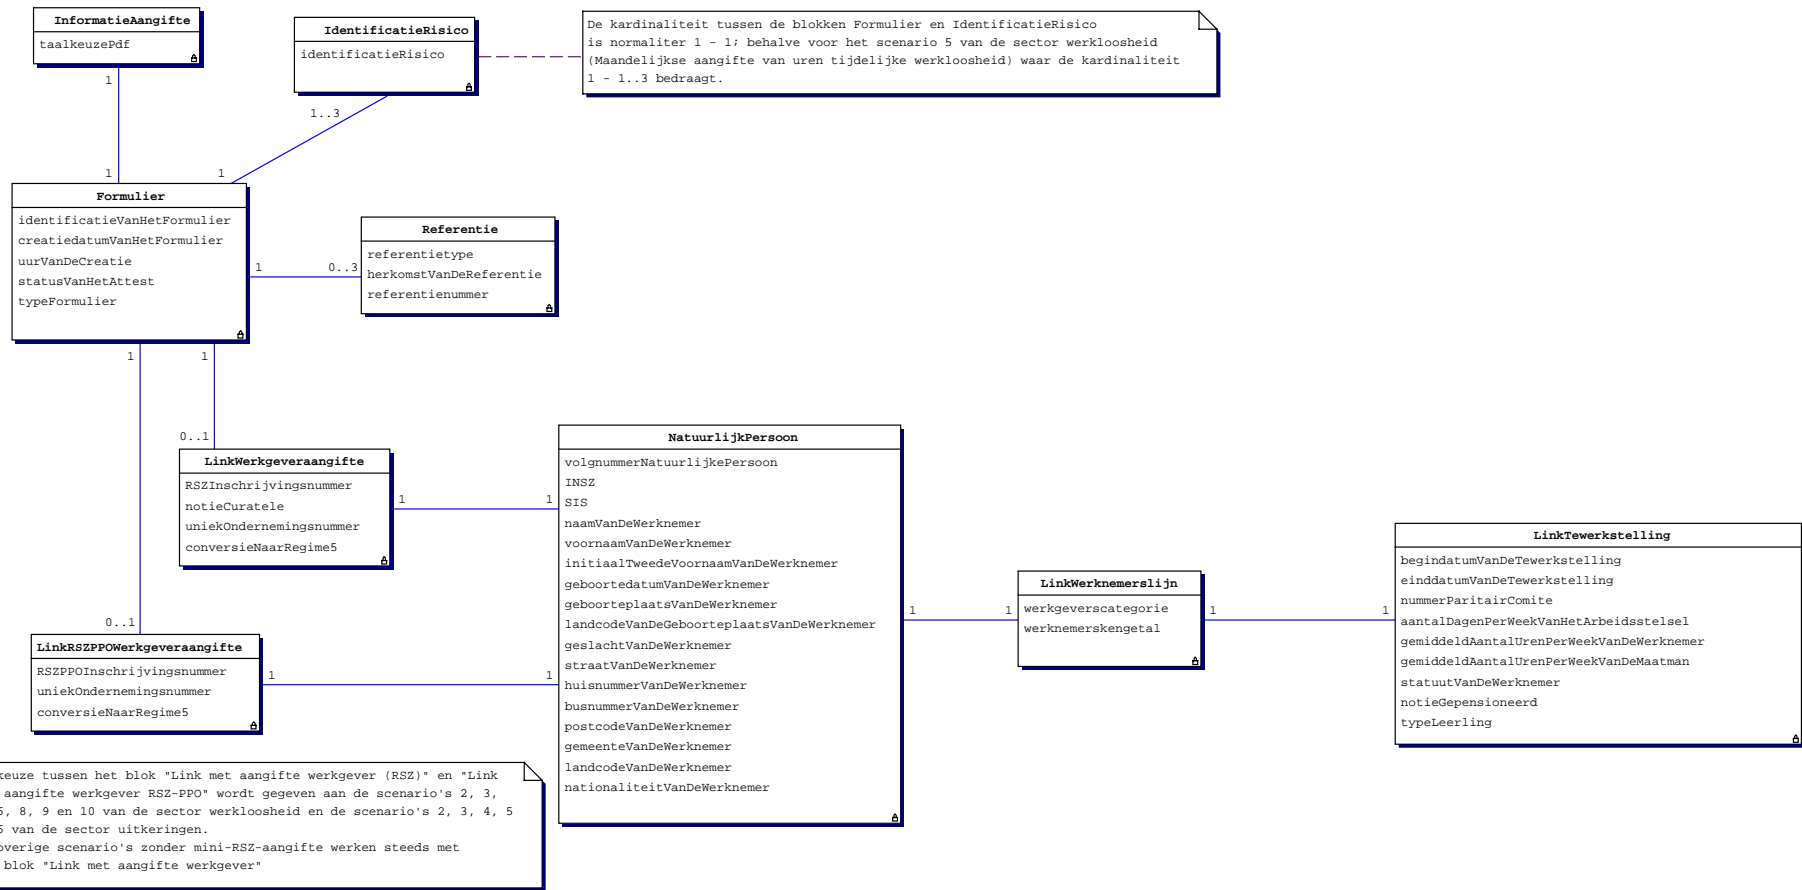 InformatieAangifte
taalkeuzePdf
IdentificatieRisico
identificatieRisico
De kardinaliteit tussen de blokken Formulier en IdentificatieRisico
is normaliter 1 - 1; behalve voor het scenario 5 van de sector werkloosheid
(Maandelijkse aangifte van uren tijdelijke werkloosheid) waar de kardinaliteit
1 - 1..3 bedraagt.
1
1..3
1
1
Formulier
identificatieVanHetFormulier
creatiedatumVanHetFormulier
uurVanDeCreatie
statusVanHetAttest
typeFormulier
1
0..3
Referentie
referentietype
herkomstVanDeReferentie
referentienummer
1
1
0..1
LinkWerkgeveraangifte
RSZInschrijvingsnummer
notieCuratele
uniekOndernemingsnummer
conversieNaarRegime5
1
1
0..1
LinkRSZPPOWerkgeveraangifte
RSZPPOInschrijvingsnummer
uniekOndernemingsnummer
conversieNaarRegime5
1
1
NatuurlijkPersoon
volgnummerNatuurlijkePersoon
INSZ
SIS
naamVanDeWerknemer
voornaamVanDeWerknemer
initiaalTweedeVoornaamVanDeWerknemer
geboortedatumVanDeWerknemer
geboorteplaatsVanDeWerknemer
landcodeVanDeGeboorteplaatsVanDeWerknemer
geslachtVanDeWerknemer
straatVanDeWerknemer
huisnummerVanDeWerknemer
busnummerVanDeWerknemer
postcodeVanDeWerknemer
gemeenteVanDeWerknemer
landcodeVanDeWerknemer
nationaliteitVanDeWerknemer
1
1
LinkWerknemerslijn
werkgeverscategorie
werknemerskengetal
1
1
LinkTewerkstelling
begindatumVanDeTewerkstelling
einddatumVanDeTewerkstelling
nummerParitairComite
aantalDagenPerWeekVanHetArbeidsstelsel
gemiddeldAantalUrenPerWeekVanDeWerknemer
gemiddeldAantalUrenPerWeekVanDeMaatman
statuutVanDeWerknemer
notieGepensioneerd
typeLeerling
keuze tussen het blok "Link met aangifte werkgever (RSZ)" en "Link
aangifte werkgever RSZ-PPO" wordt gegeven aan de scenario's 2, 3,
8, 9 en 10 van de sector werkloosheid en de scenario's 2, 3, 4, 5
van de sector uitkeringen.
overige scenario's zonder mini-RSZ-aangifte werken steeds met
blok "Link met aangifte werkgever"